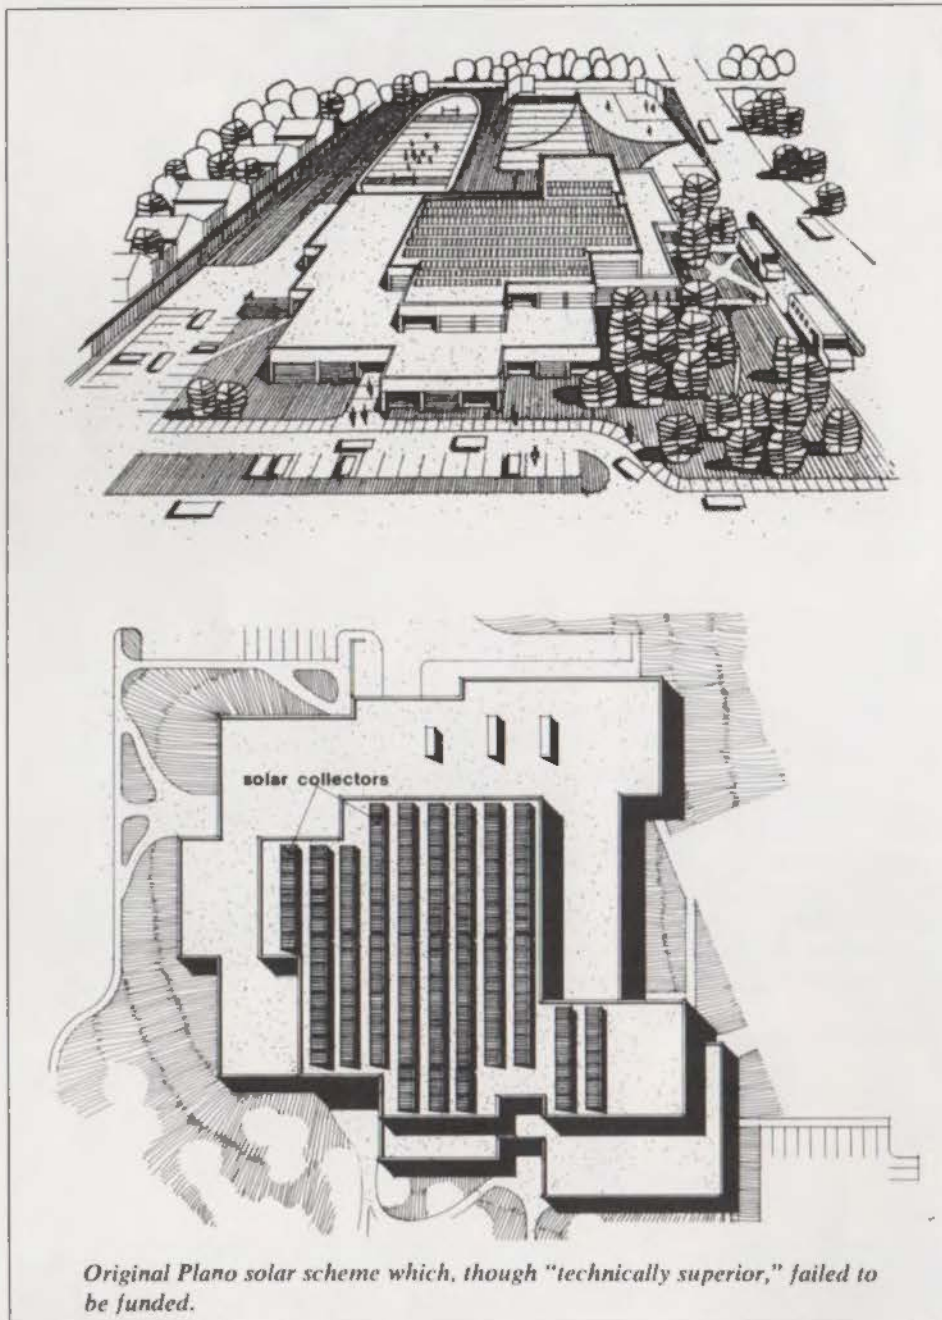 solar collectors
Original Plano solar scheme which, though "technically superior," failed to
be funded.